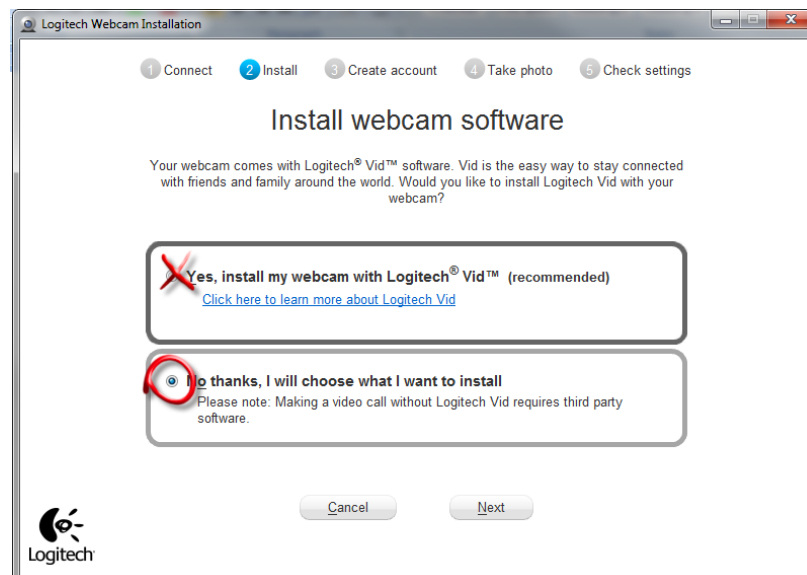 Logitech Webcam Installation
1 Connect 2 Install 3 Create account 4 Take photo 5 Check settings
Install webcam software
Your webcam comes with Logitech® Vid™ software. Vid is the easy way to stay connected
with friends and family around the world. Would you like to install Logitech Vid with your
webcam?
Yes, install my webcam with Logitech® Vid™ (recommended)
Click here to learn more about Logitech Vid
No thanks, I will choose what I want to install
Please note: Making a video call without Logitech Vid requires third party
software.
Cancel Next
Logitech